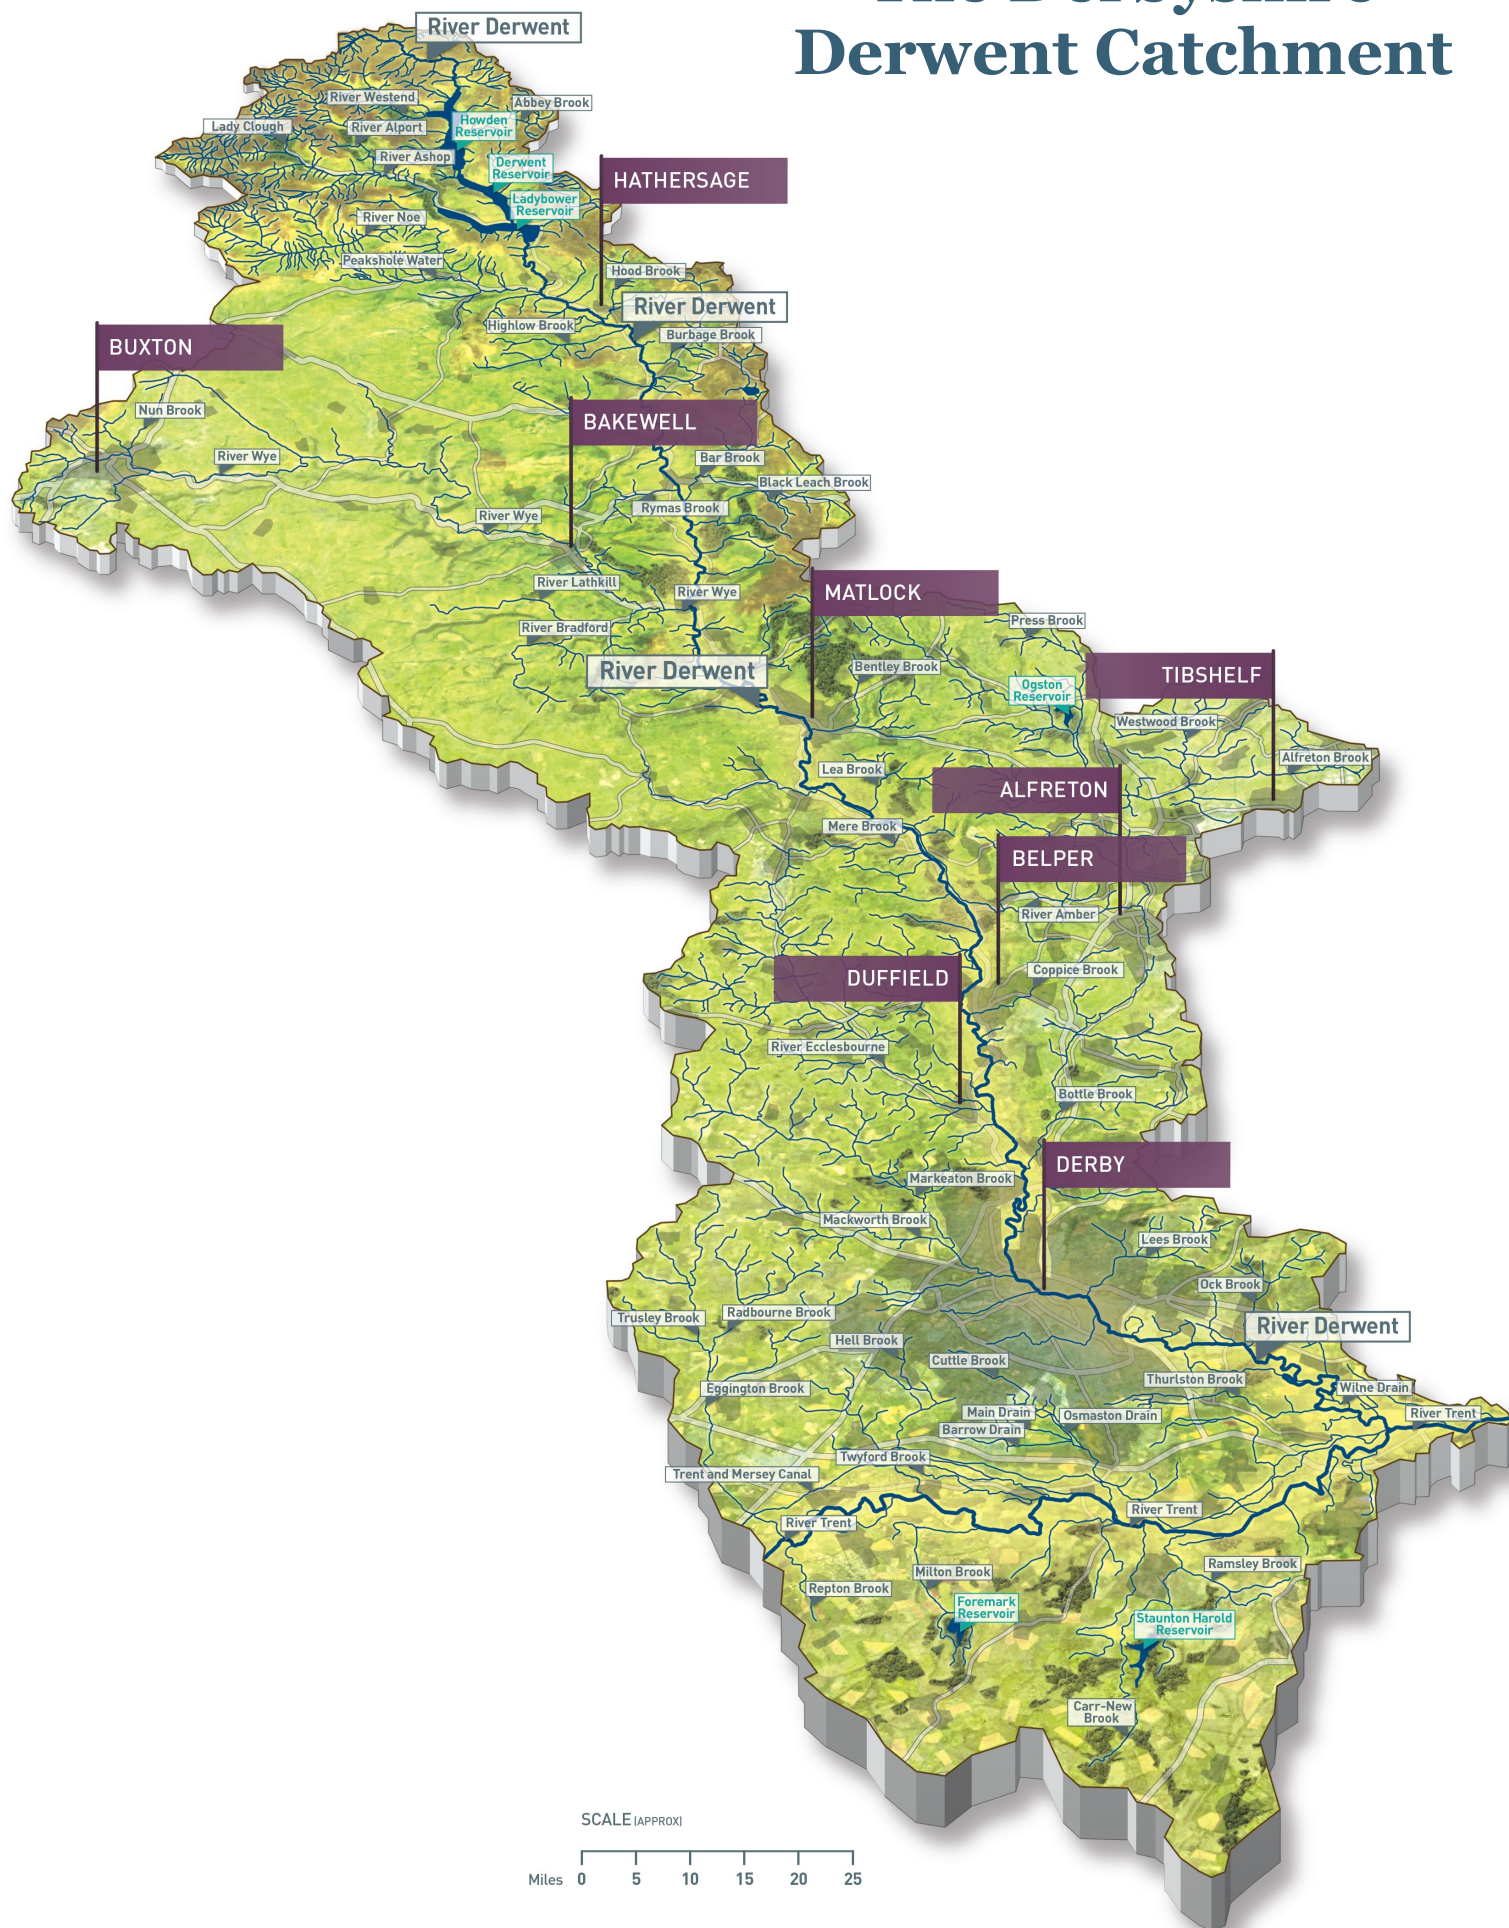 The Derbyshire
Derwent Catchment
River Derwent
River Westend
Abbey Brook
Lady Clough
River Alport
Howden
Reservoir
River Ashop
Derwent
Reservoir
HATHERSAGE
Ladybower
Reservoir
River Noe
Peakshole Water
Hood Brook
River Derwent
Highlow Brook
Burbage Brook
BUXTON
Nun Brook
BAKEWELL
River Wye
Bar Brook
Black Leach Brook
River Wye
Rymas Brook
River Lathkill
River Wye
MATLOCK
River Bradford
Press Brook
River Derwent
Bentley Brook
Ogston
Reservoir
TIBSHELF
Westwood Brook
Alfreton Brook
Lea Brook
ALFRETON
Mere Brook
BELPER
River Amber
Coppice Brook
DUFFIELD
River Ecclesbourne
Bottle Brook
DERBY
Markeaton Brook
Mackworth Brook
Lees Brook
Ock Brook
Trusley Brook
Radbourne Brook
River Derwent
Hell Brook
Cuttle Brook
Thurlston Brook
Eggington Brook
Wilne Drain
Main Drain
Osmaston Drain
River Trent
Barrow Drain
Twyford Brook
Trent and Mersey Canal
River Trent
River Trent
Ramsley Brook
Milton Brook
Repton Brook
Foremark
Reservoir
Staunton Harold
Reservoir
Carr-New
Brook
SCALE (APPROX)
Miles 0 5 10 15 20 25